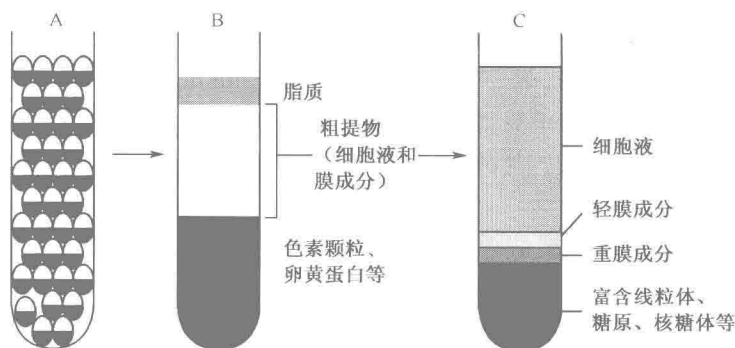 A
B
C
脂质
粗提物
（细胞液和
膜成分）
色素颗粒、
卵黄蛋白等
细胞液
轻膜成分
重膜成分
富含线粒体、
糖原、核糖体等